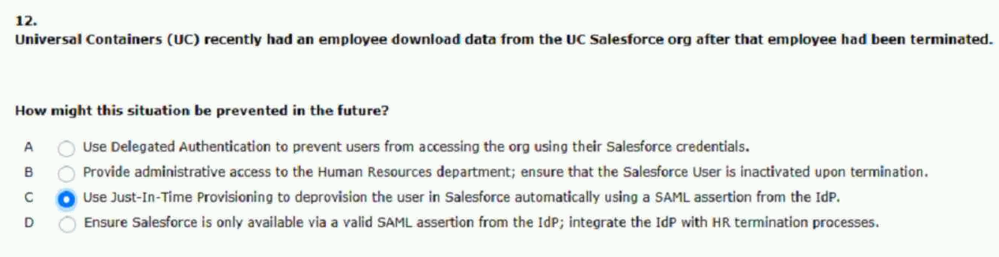 12.
Universal Containers (UC) recently had an employee download data from the UC Salesforce org after that employee had been terminated.
How might this situation be prevented in the future?
A Use Delegated Authentication to prevent users from accessing the org using their Salesforce credentials.
B Provide administrative access to the Human Resources department; ensure that the Salesforce User is inactivated upon termination.
C Use Just-In-Time Provisioning to deprovision the user in Salesforce automatically using a SAML assertion from the IdP.
D Ensure Salesforce is only available via a valid SAML assertion from the IdP; integrate the IdP with HR termination processes.